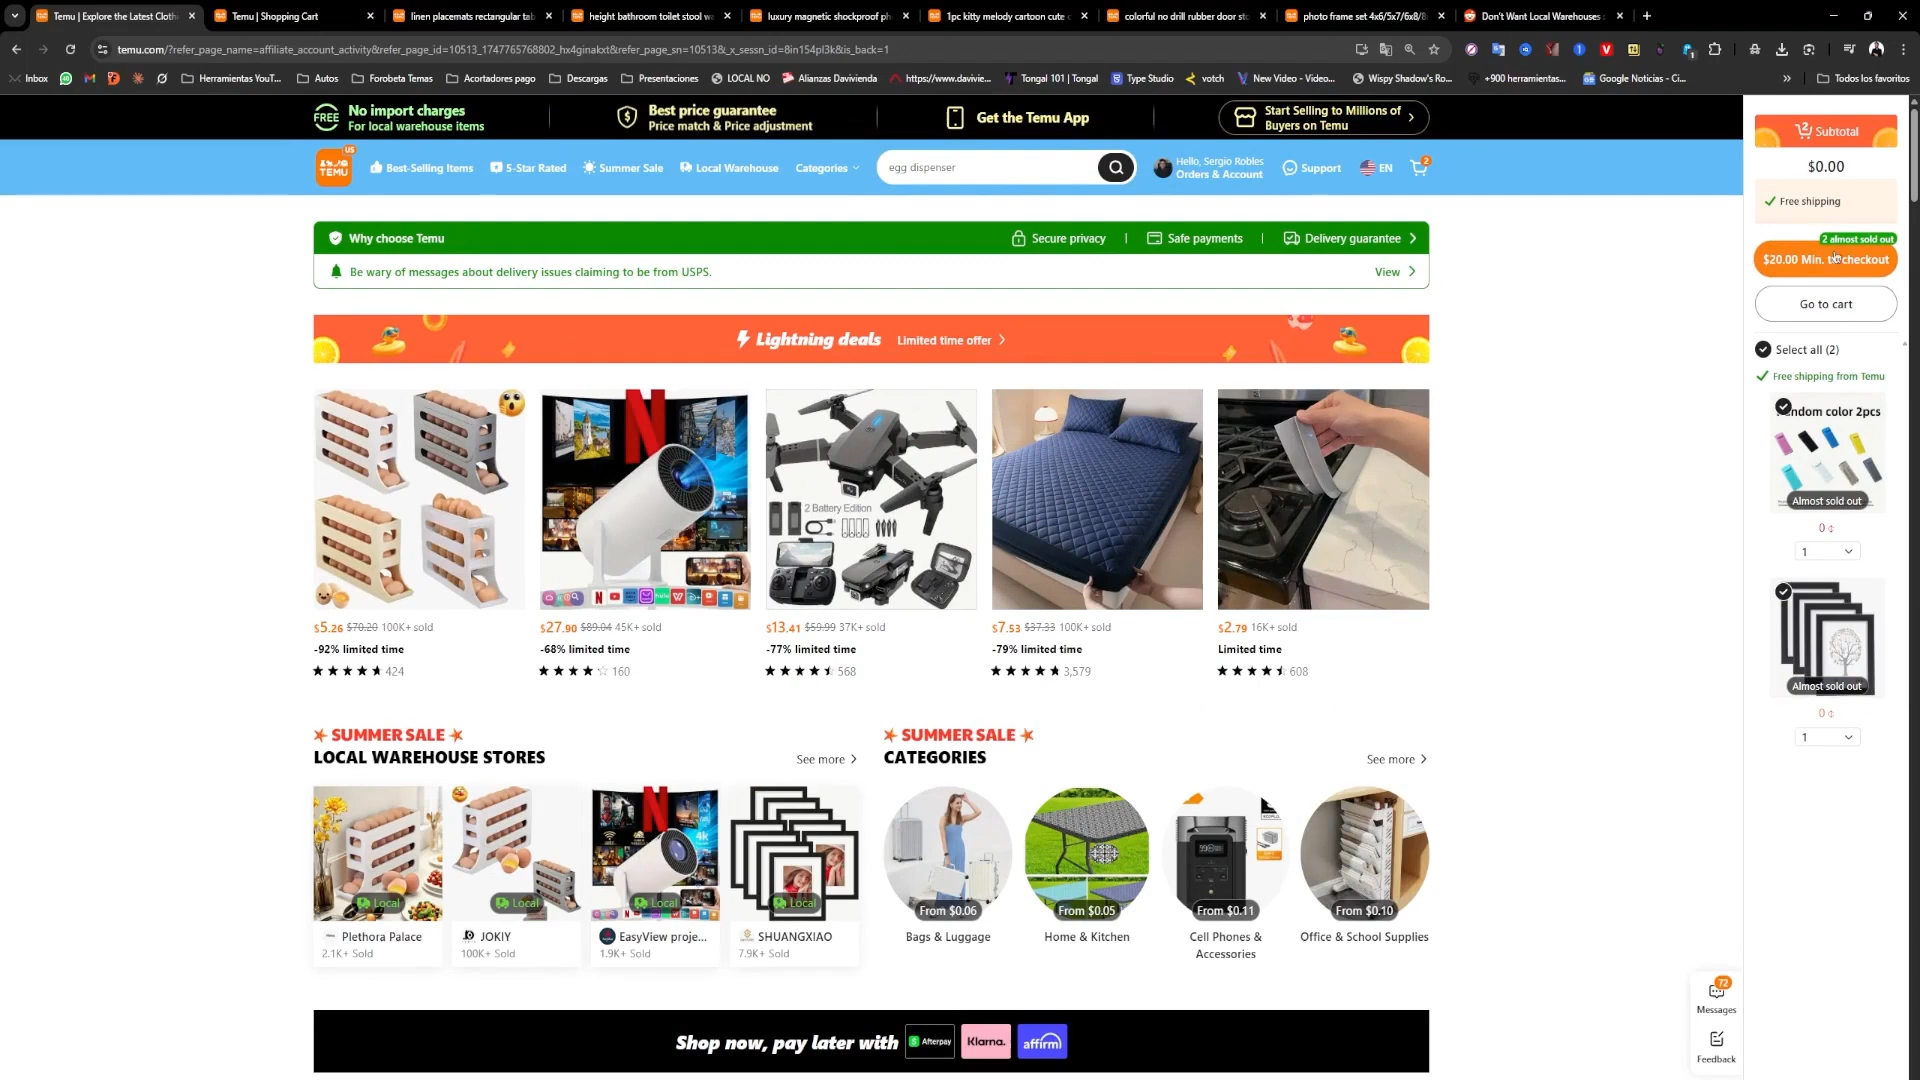 Temu | Explore the Latest Clothi
Temu | Shopping Cart
linen placemats rectangular tab
height bathroom toilet stool w
luxury magnetic shockproof ph
1pc kitty melody cartoon cute c
colorful no drill rubber door sto
photo frame set 4x6/5x7/6x8/8
Don't Want Local Warehouses
temu.com/?refer_page_name=affiliate_account_activity&refer_page_id=10513_1747765768802_hx4ginakxt&refer_page_sn=10513&_x_sessn_id=8in154pl3k&is_back=1
Inbox
Herramientas YouT...
Autos
Forobeta Temas
Acortadores pago
Descargas
Presentaciones
LOCAL NO
Alianzas Davivienda
https://www.davivie...
Tongal 101 | Tongal
Type Studio
votch
New Video - Video...
Wispy Shadow's Ro...
+900 herramientas...
Google Noticias - Ci...
Todos los favoritos
FREE
No import charges
For local warehouse items
Best price guarantee
Price match & Price adjustment
Get the Temu App
Start Selling to Millions of
Buyers on Temu
TEMU
US
Best-Selling Items
5-Star Rated
Summer Sale
Local Warehouse
Categories
egg dispenser
Hello, Sergio Robles
Orders & Account
Support
EN
2
Why choose Temu
Secure privacy
Safe payments
Delivery guarantee
Be wary of messages about delivery issues claiming to be from USPS.
View
Lightning deals
Limited time offer
2 Battery Edition
$5.26 $70.20 100K+ sold
-92% limited time
424
$27.90 $89.04 45K+ sold
-68% limited time
160
$13.41 $59.99 37K+ sold
-77% limited time
568
$7.53 $37.33 100K+ sold
-79% limited time
3,579
$2.79 16K+ sold
Limited time
608
SUMMER SALE
LOCAL WAREHOUSE STORES
See more
Local
Plethora Palace
2.1K+ Sold
Local
JOKIY
100K+ Sold
4k
Local
EasyView proje...
1.9K+ Sold
Local
SHUANGXIAO
7.9K+ Sold
SUMMER SALE
CATEGORIES
See more
From $0.06
Bags & Luggage
From $0.05
Home & Kitchen
From $0.11
Cell Phones &
Accessories
From $0.10
Office & School Supplies
Shop now, pay later with
Afterpay
Klarna.
affirm
2
Subtotal
$0.00
Free shipping
2 almost sold out
$20.00 Min. to checkout
Go to cart
Select all (2)
Free shipping from Temu
ndom color 2pcs
Almost sold out
0 ¢
1
Almost sold out
0 ¢
1
72
Messages
Feedback